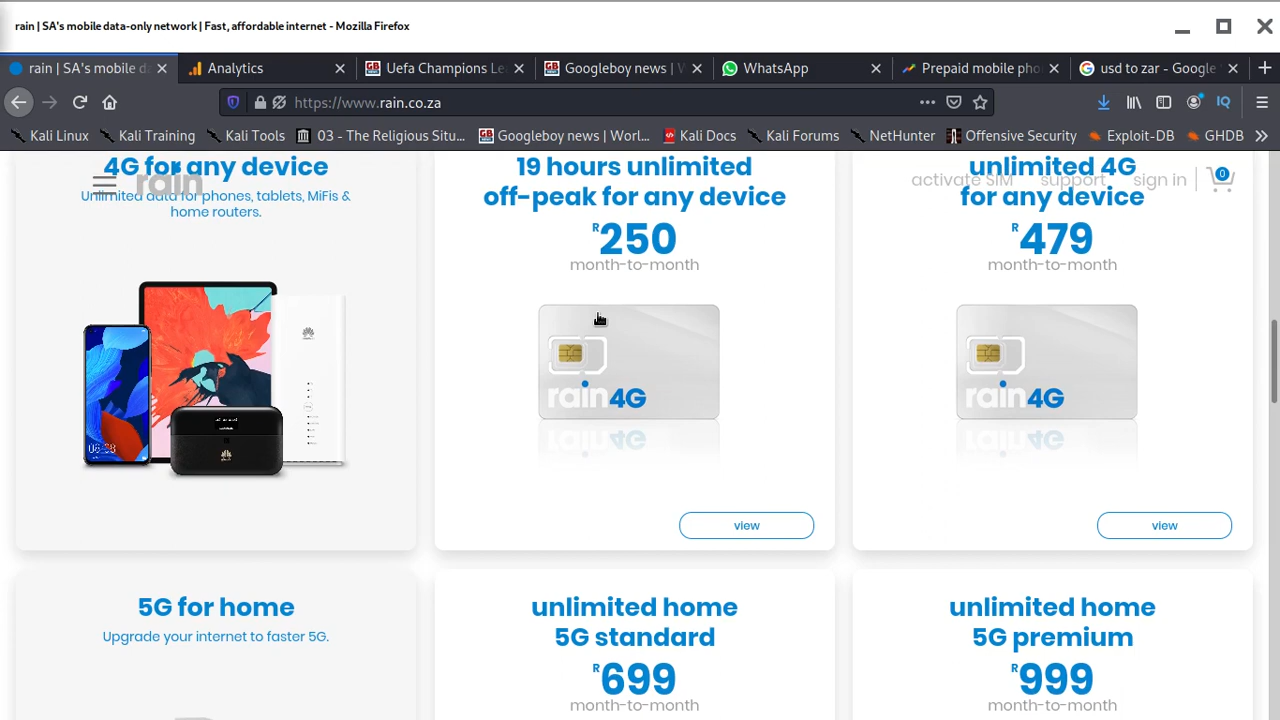 rain | SA's mobile data-only network | Fast, affordable internet - Mozilla Firefox
rain | SA's mobile da
Analytics
Uefa Champions Le
Googleboy news | W
WhatsApp
Prepaid mobile pho
usd to zar - Google
https://www.rain.co.za
IQ
Kali Linux
Kali Training
Kali Tools
03 - The Religious Situ...
Googleboy news | Worl...
Kali Docs
Kali Forums
NetHunter
Offensive Security
Exploit-DB
GHDB
rain
activate SIM
support
sign in
0
4G for any device
Unlimited data for phones, tablets, MiFis &
home routers.
19 hours unlimited
off-peak for any device
R250
month-to-month
rain4G
view
unlimited 4G
for any device
R479
month-to-month
rain4G
view
5G for home
Upgrade your internet to faster 5G.
unlimited home
5G standard
R699
month-to-month
unlimited home
5G premium
R999
month-to-month